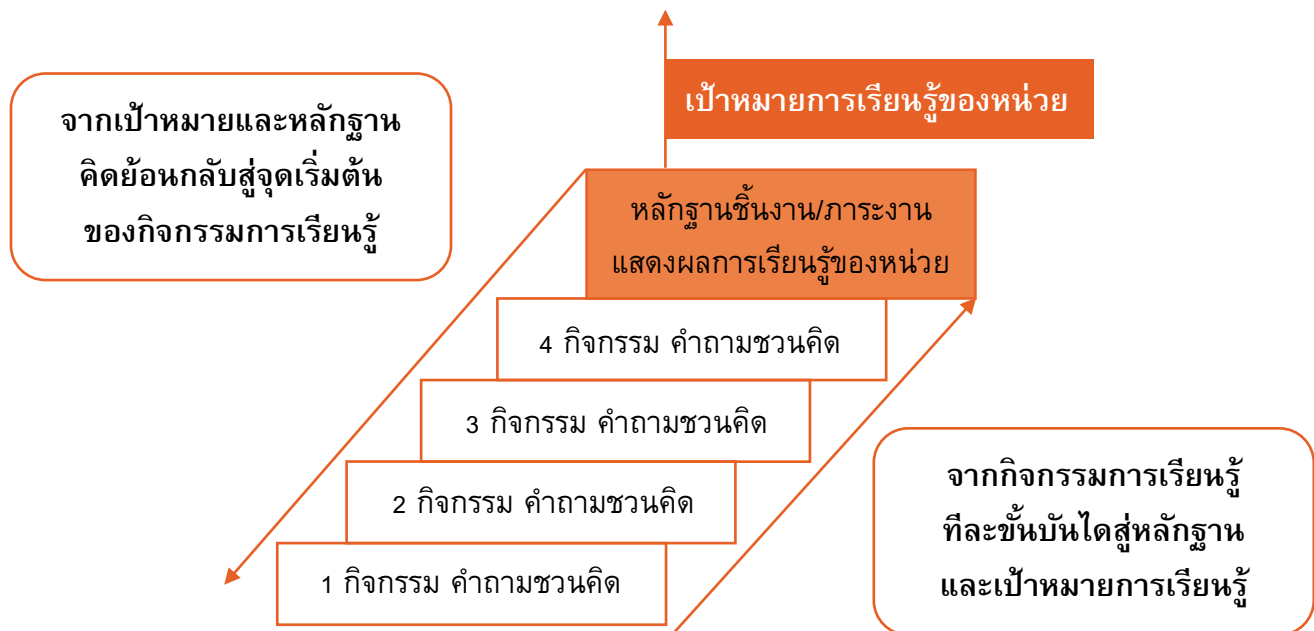 เป้าหมายการเรียนรู้ของหน่วย
จากเป้าหมายและหลักฐาน
คิดย้อนกลับสู่จุดเริ่มต้น
ของกิจกรรมการเรียนรู้
หลักฐานชิ้นงาน/ภาระงาน
แสดงผลการเรียนรู้ของหน่วย
4 กิจกรรม คำถามชวนคิด
3 กิจกรรม คำถามชวนคิด
2 กิจกรรม คำถามชวนคิด
1 กิจกรรม คำถามชวนคิด
จากกิจกรรมการเรียนรู้
ทีละขั้นบันไดสู่หลักฐาน
และเป้าหมายการเรียนรู้